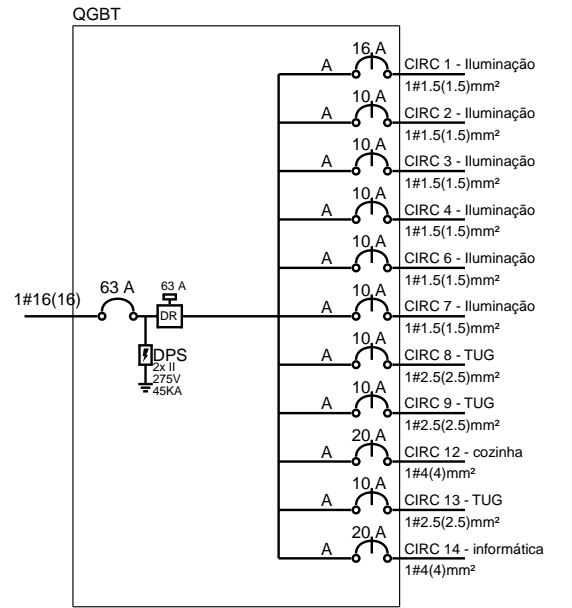 QGBT
16 A
A
CIRC 1 - Iluminação
1#1.5(1.5)mm²
10 A
A
CIRC 2 - Iluminação
1#1.5(1.5)mm²
10 A
A
CIRC 3 - Iluminação
1#1.5(1.5)mm²
10 A
A
CIRC 4 - Iluminação
1#1.5(1.5)mm²
10 A
A
CIRC 6 - Iluminação
1#1.5(1.5)mm²
1#16(16)
63 A
63 A
DR
10 A
A
CIRC 7 - Iluminação
1#1.5(1.5)mm²
DPS
2x II
275V
45KA
10 A
A
CIRC 8 - TUG
1#2.5(2.5)mm²
10 A
A
CIRC 9 - TUG
1#2.5(2.5)mm²
20 A
A
CIRC 12 - cozinha
1#4(4)mm²
10 A
A
CIRC 13 - TUG
1#2.5(2.5)mm²
20 A
A
CIRC 14 - informática
1#4(4)mm²